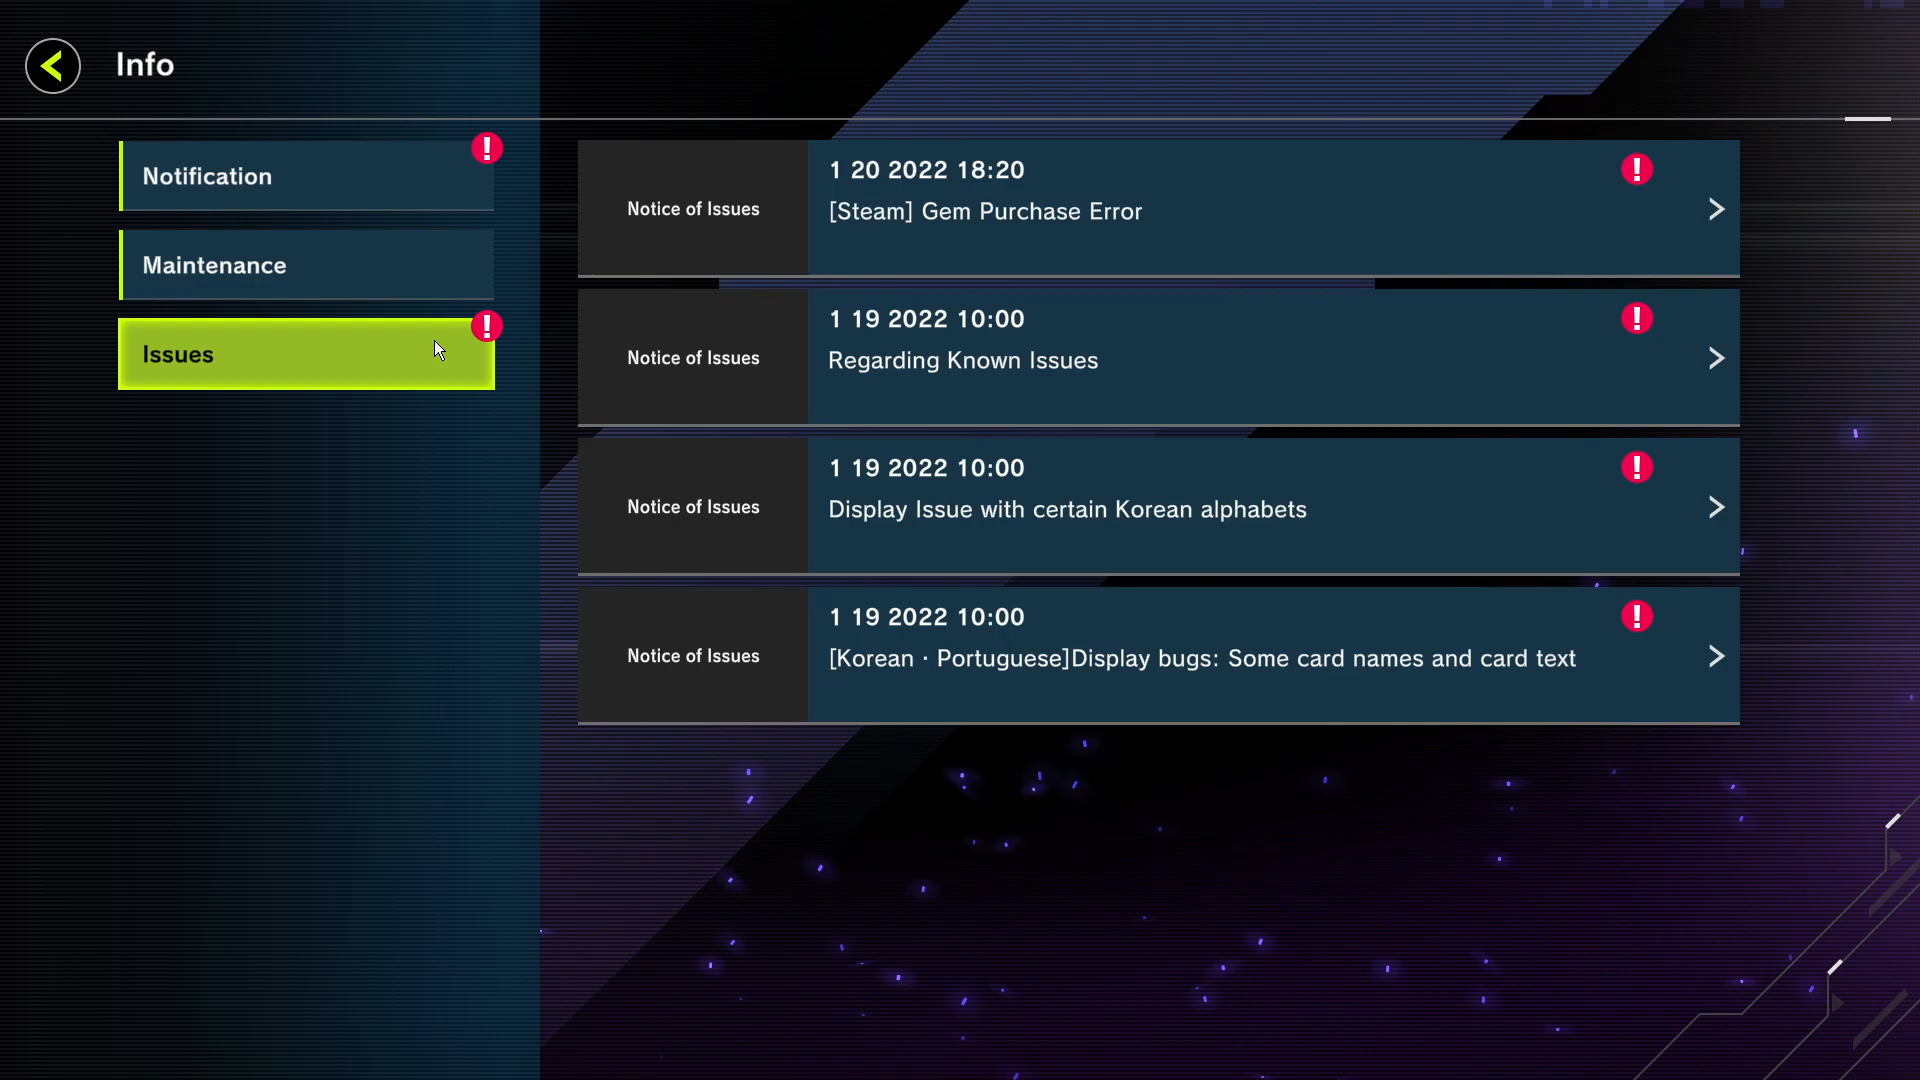 Info
Notification
Maintenance
Issues
Notice of Issues
1 20 2022 18:20
[Steam] Gem Purchase Error
Notice of Issues
1 19 2022 10:00
Regarding Known Issues
Notice of Issues
1 19 2022 10:00
Display Issue with certain Korean alphabets
Notice of Issues
1 19 2022 10:00
[Korean · Portuguese]Display bugs: Some card names and card text